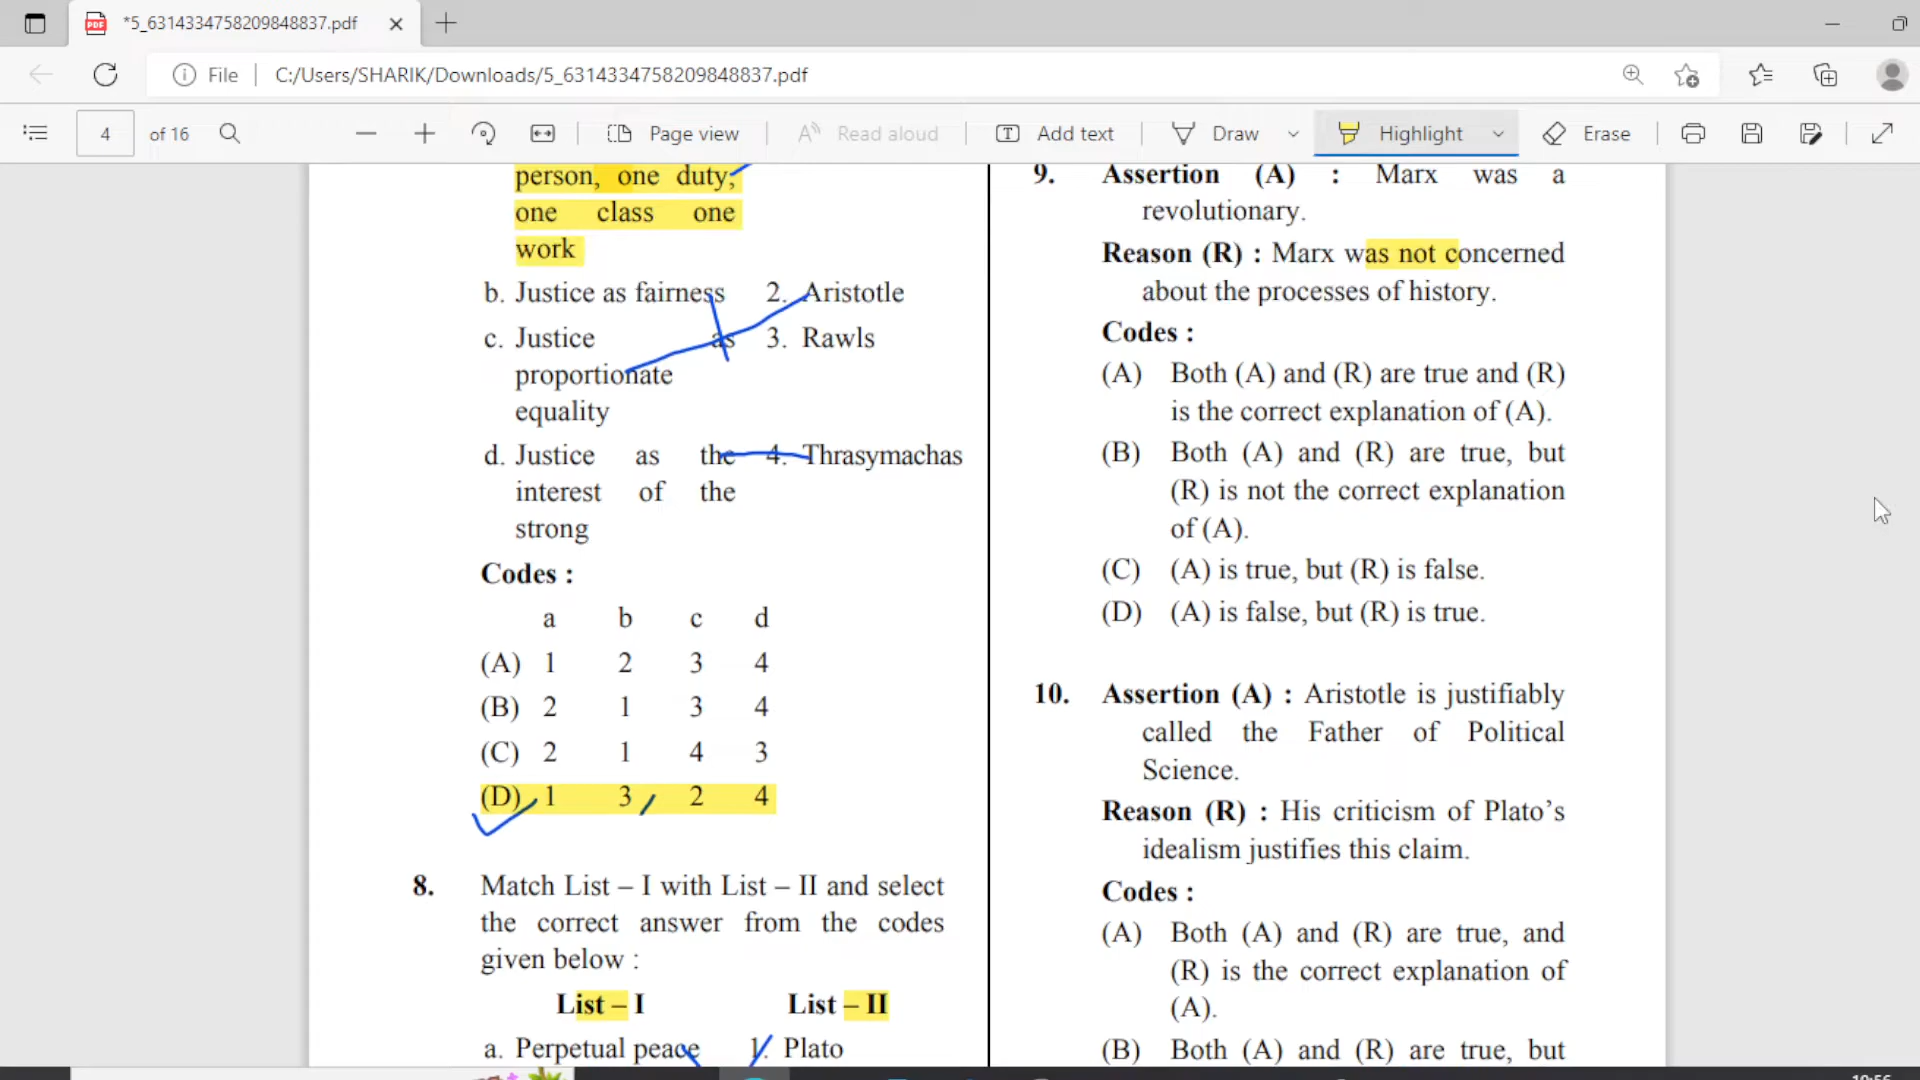 *5_6314334758209848837.pdf
File
C:/Users/SHARIK/Downloads/5_6314334758209848837.pdf
4 of 16
Page view
Read aloud
Add text
Draw
Highlight
Erase
person, one duty,
one class one
work
b. Justice as fairness 2. Aristotle
c. Justice as 3. Rawls
proportionate
equality
d. Justice as the 4. Thrasymachas
interest of the
strong
Codes :
a b c d
(A) 1 2 3 4
(B) 2 1 3 4
(C) 2 1 4 3
(D) 1 3 2 4
8. Match List – I with List – II and select
the correct answer from the codes
given below :
List – I List – II
a. Perpetual peace 1. Plato
9. Assertion (A) : Marx was a
revolutionary.
Reason (R) : Marx was not concerned
about the processes of history.
Codes :
(A) Both (A) and (R) are true and (R)
is the correct explanation of (A).
(B) Both (A) and (R) are true, but
(R) is not the correct explanation
of (A).
(C) (A) is true, but (R) is false.
(D) (A) is false, but (R) is true.
10. Assertion (A) : Aristotle is justifiably
called the Father of Political
Science.
Reason (R) : His criticism of Plato’s
idealism justifies this claim.
Codes :
(A) Both (A) and (R) are true, and
(R) is the correct explanation of
(A).
(B) Both (A) and (R) are true, but